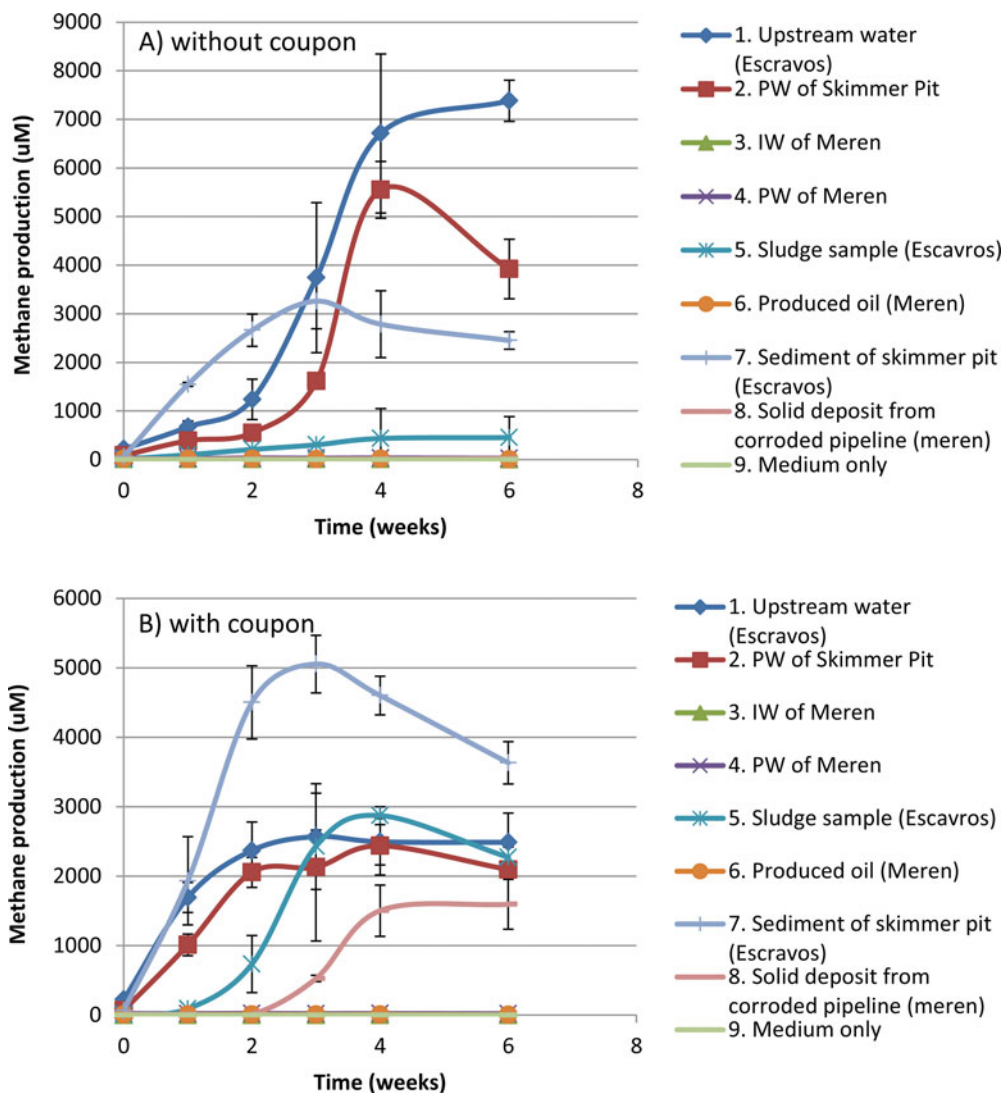 A) without coupon
Methane production (uM)
9000
8000
7000
6000
5000
4000
3000
2000
1000
0
0 2 4 6 8
Time (weeks)
1. Upstream water
(Escravos)
2. PW of Skimmer Pit
3. IW of Meren
4. PW of Meren
5. Sludge sample (Escavros)
6. Produced oil (Meren)
7. Sediment of skimmer pit
(Escravos)
8. Solid deposit from
corroded pipeline (meren)
9. Medium only
B) with coupon
Methane production (uM)
6000
5000
4000
3000
2000
1000
0
0 2 4 6 8
Time (weeks)
1. Upstream water
(Escravos)
2. PW of Skimmer Pit
3. IW of Meren
4. PW of Meren
5. Sludge sample (Escavros)
6. Produced oil (Meren)
7. Sediment of skimmer pit
(Escravos)
8. Solid deposit from
corroded pipeline (meren)
9. Medium only